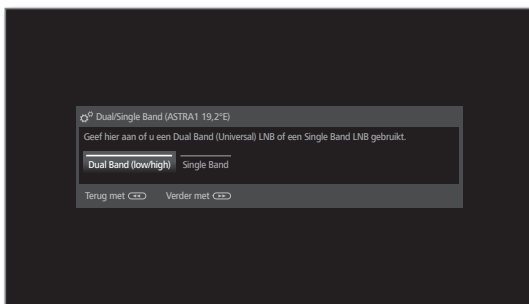 Dual/Single Band (ASTRA1 19,2°E)
Geef hier aan of u een Dual Band (Universal) LNB of een Single Band LNB gebruikt.
Dual Band (low/high) Single Band
Terug met Verder met